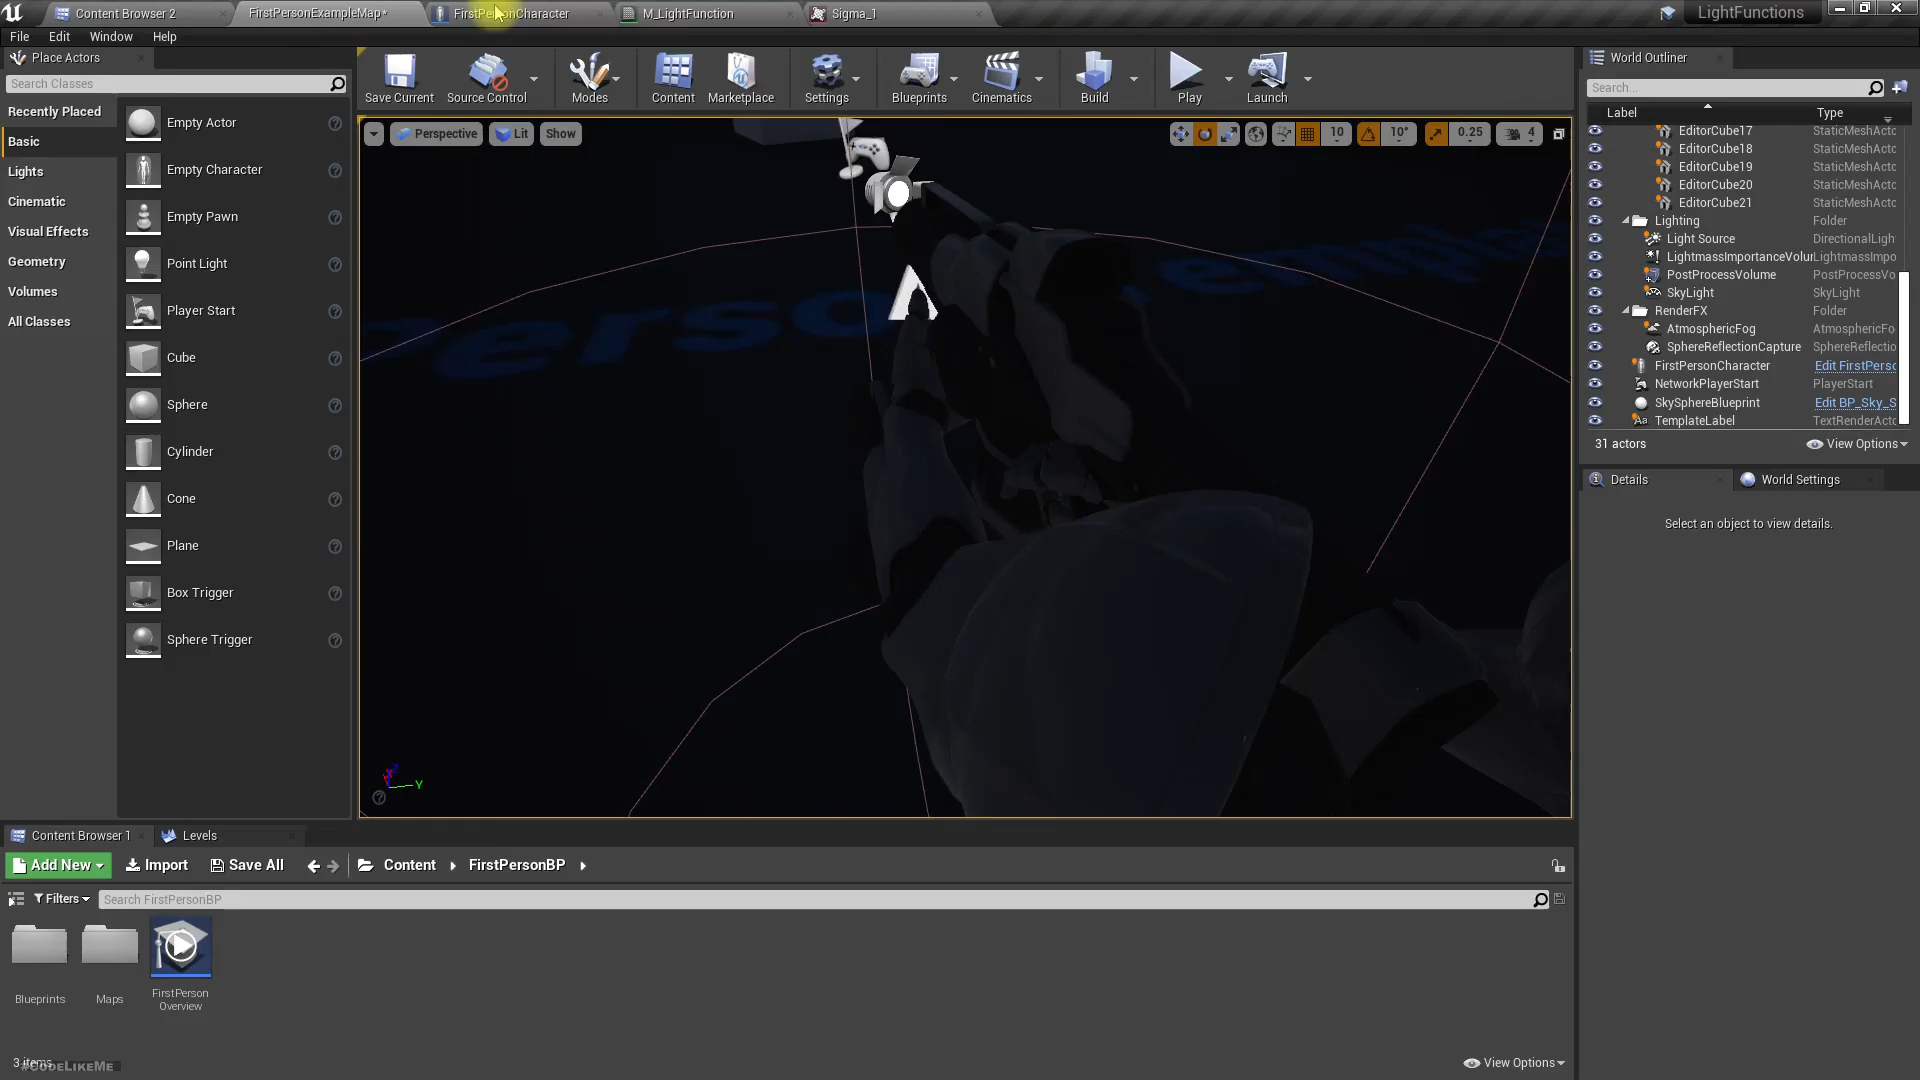 Content Browser 2
FirstPersonExampleMap*
FirstPersonCharacter
M_LightFunction
Sigma_1
LightFunctions
File Edit Window Help
Place Actors
Search Classes
Recently Placed
Basic
Lights
Cinematic
Visual Effects
Geometry
Volumes
All Classes
Empty Actor
Empty Character
Empty Pawn
Point Light
Player Start
Cube
Sphere
Cylinder
Cone
Plane
Box Trigger
Sphere Trigger
Save Current
Source Control
Modes
Content
Marketplace
Settings
Blueprints
Cinematics
Build
Play
Launch
Perspective Lit Show
10 10° 0.25 4
Y
World Outliner
Search...
Label Type
EditorCube17 StaticMeshActo
EditorCube18 StaticMeshActo
EditorCube19 StaticMeshActo
EditorCube20 StaticMeshActo
EditorCube21 StaticMeshActo
Lighting Folder
Light Source DirectionalLigh
LightmassImportanceVolum LightmassImpo
PostProcessVolume PostProcessVo
SkyLight SkyLight
RenderFX Folder
AtmosphericFog AtmosphericFo
SphereReflectionCapture SphereReflectio
FirstPersonCharacter Edit FirstPerso
NetworkPlayerStart PlayerStart
SkySphereBlueprint Edit BP_Sky_S
TemplateLabel TextRenderActo
31 actors
View Options
Details
World Settings
Select an object to view details.
Content Browser 1
Levels
Add New Import Save All Content FirstPersonBP
Filters Search FirstPersonBP
Blueprints
Maps
FirstPerson
Overview
3 items
#CODELIKEME
View Options